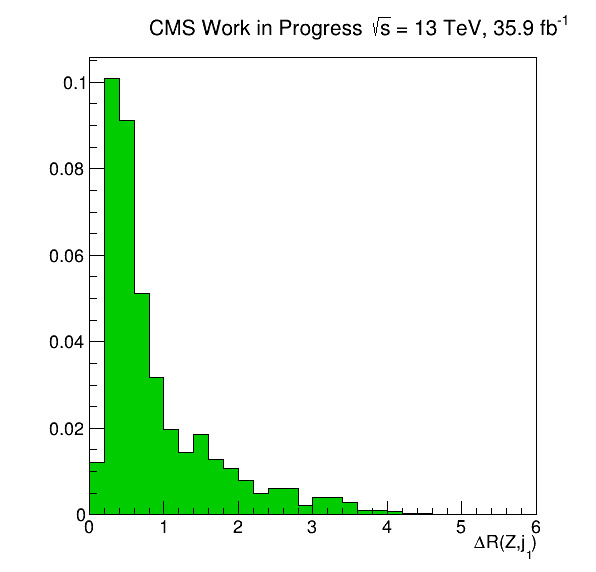 CMS Work in Progress √s = 13 TeV, 35.9 fb⁻¹
0.1
0.08
0.06
0.04
0.02
0
0 1 2 3 4 5 6
ΔR(Z,j₁)